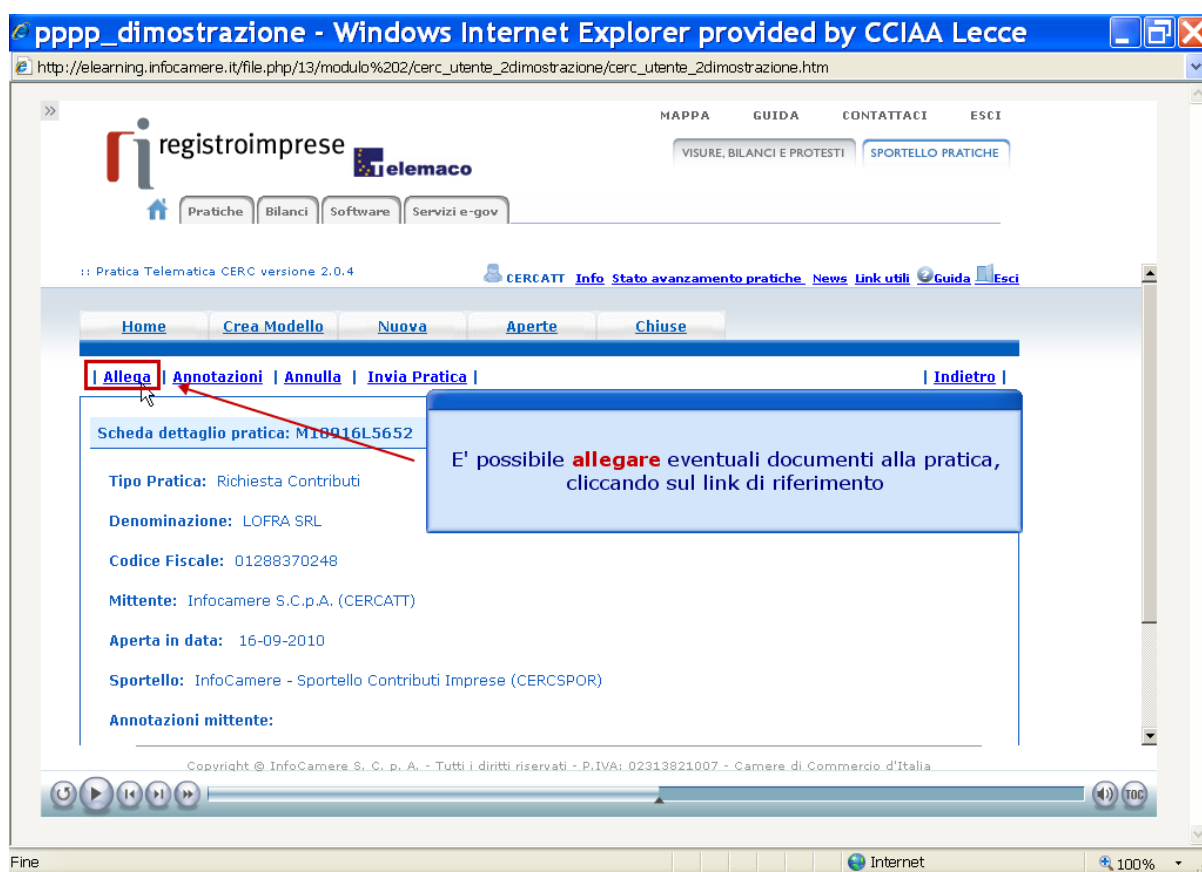 pppp_dimostrazione - Windows Internet Explorer provided by CCIAA Lecce
http://elearning.infocamere.it/file.php/13/modulo%202/cerc_utente_2dimostrazione/cerc_utente_2dimostrazione.htm
MAPPA GUIDA CONTATTACI ESCI
registroimprese
Telemaco
VISURE, BILANCI E PROTESTI SPORTELLO PRATICHE
Pratiche Bilanci Software Servizi e-gov
:: Pratica Telematica CERC versione 2.0.4
CERCATT Info Stato avanzamento pratiche News Link utili Guida Esci
Home Crea Modello Nuova Aperte Chiuse
| Allega | Annotazioni | Annulla | Invia Pratica | | Indietro |
Scheda dettaglio pratica: M10916L5652
E' possibile allegare eventuali documenti alla pratica,
cliccando sul link di riferimento
Tipo Pratica: Richiesta Contributi
Denominazione: LOFRA SRL
Codice Fiscale: 01288370248
Mittente: Infocamere S.C.p.A. (CERCATT)
Aperta in data: 16-09-2010
Sportello: InfoCamere - Sportello Contributi Imprese (CERCSPOR)
Annotazioni mittente:
Copyright @ InfoCamere S. C. p. A. - Tutti i diritti riservati - P.IVA: 02313821007 - Camere di Commercio d'Italia
TOC
Fine Internet 100%